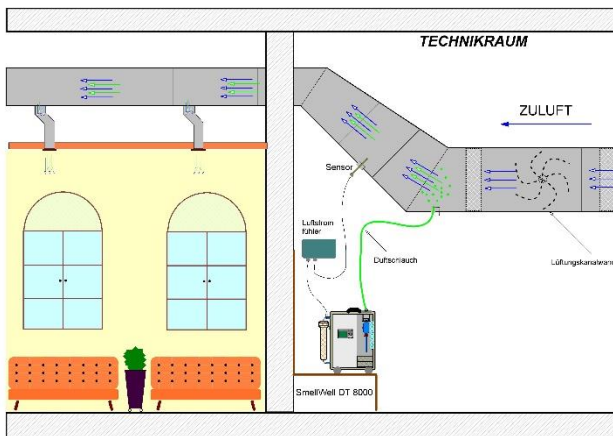 TECHNIKRAUM
ZULUFT
Sensor
Luftstrom
fühler
Duftschlauch
Lüftungskanalwand
SmellWell DT 8000